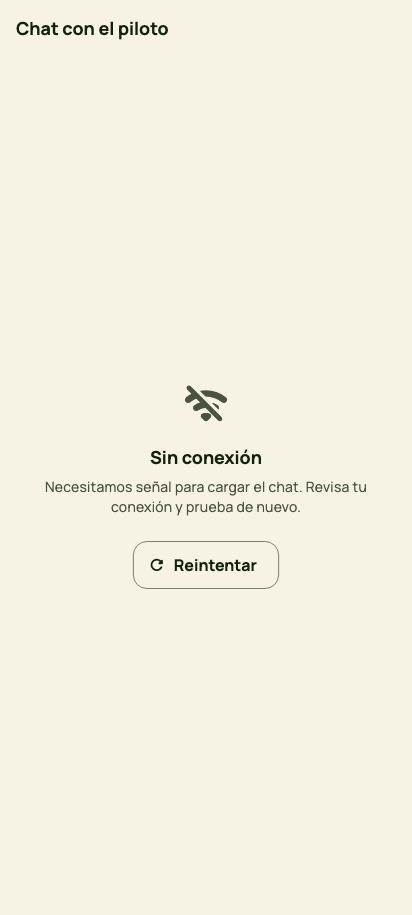 Chat con el piloto
Sin conexión
Necesitamos señal para cargar el chat. Revisa tu
conexión y prueba de nuevo.
Reintentar